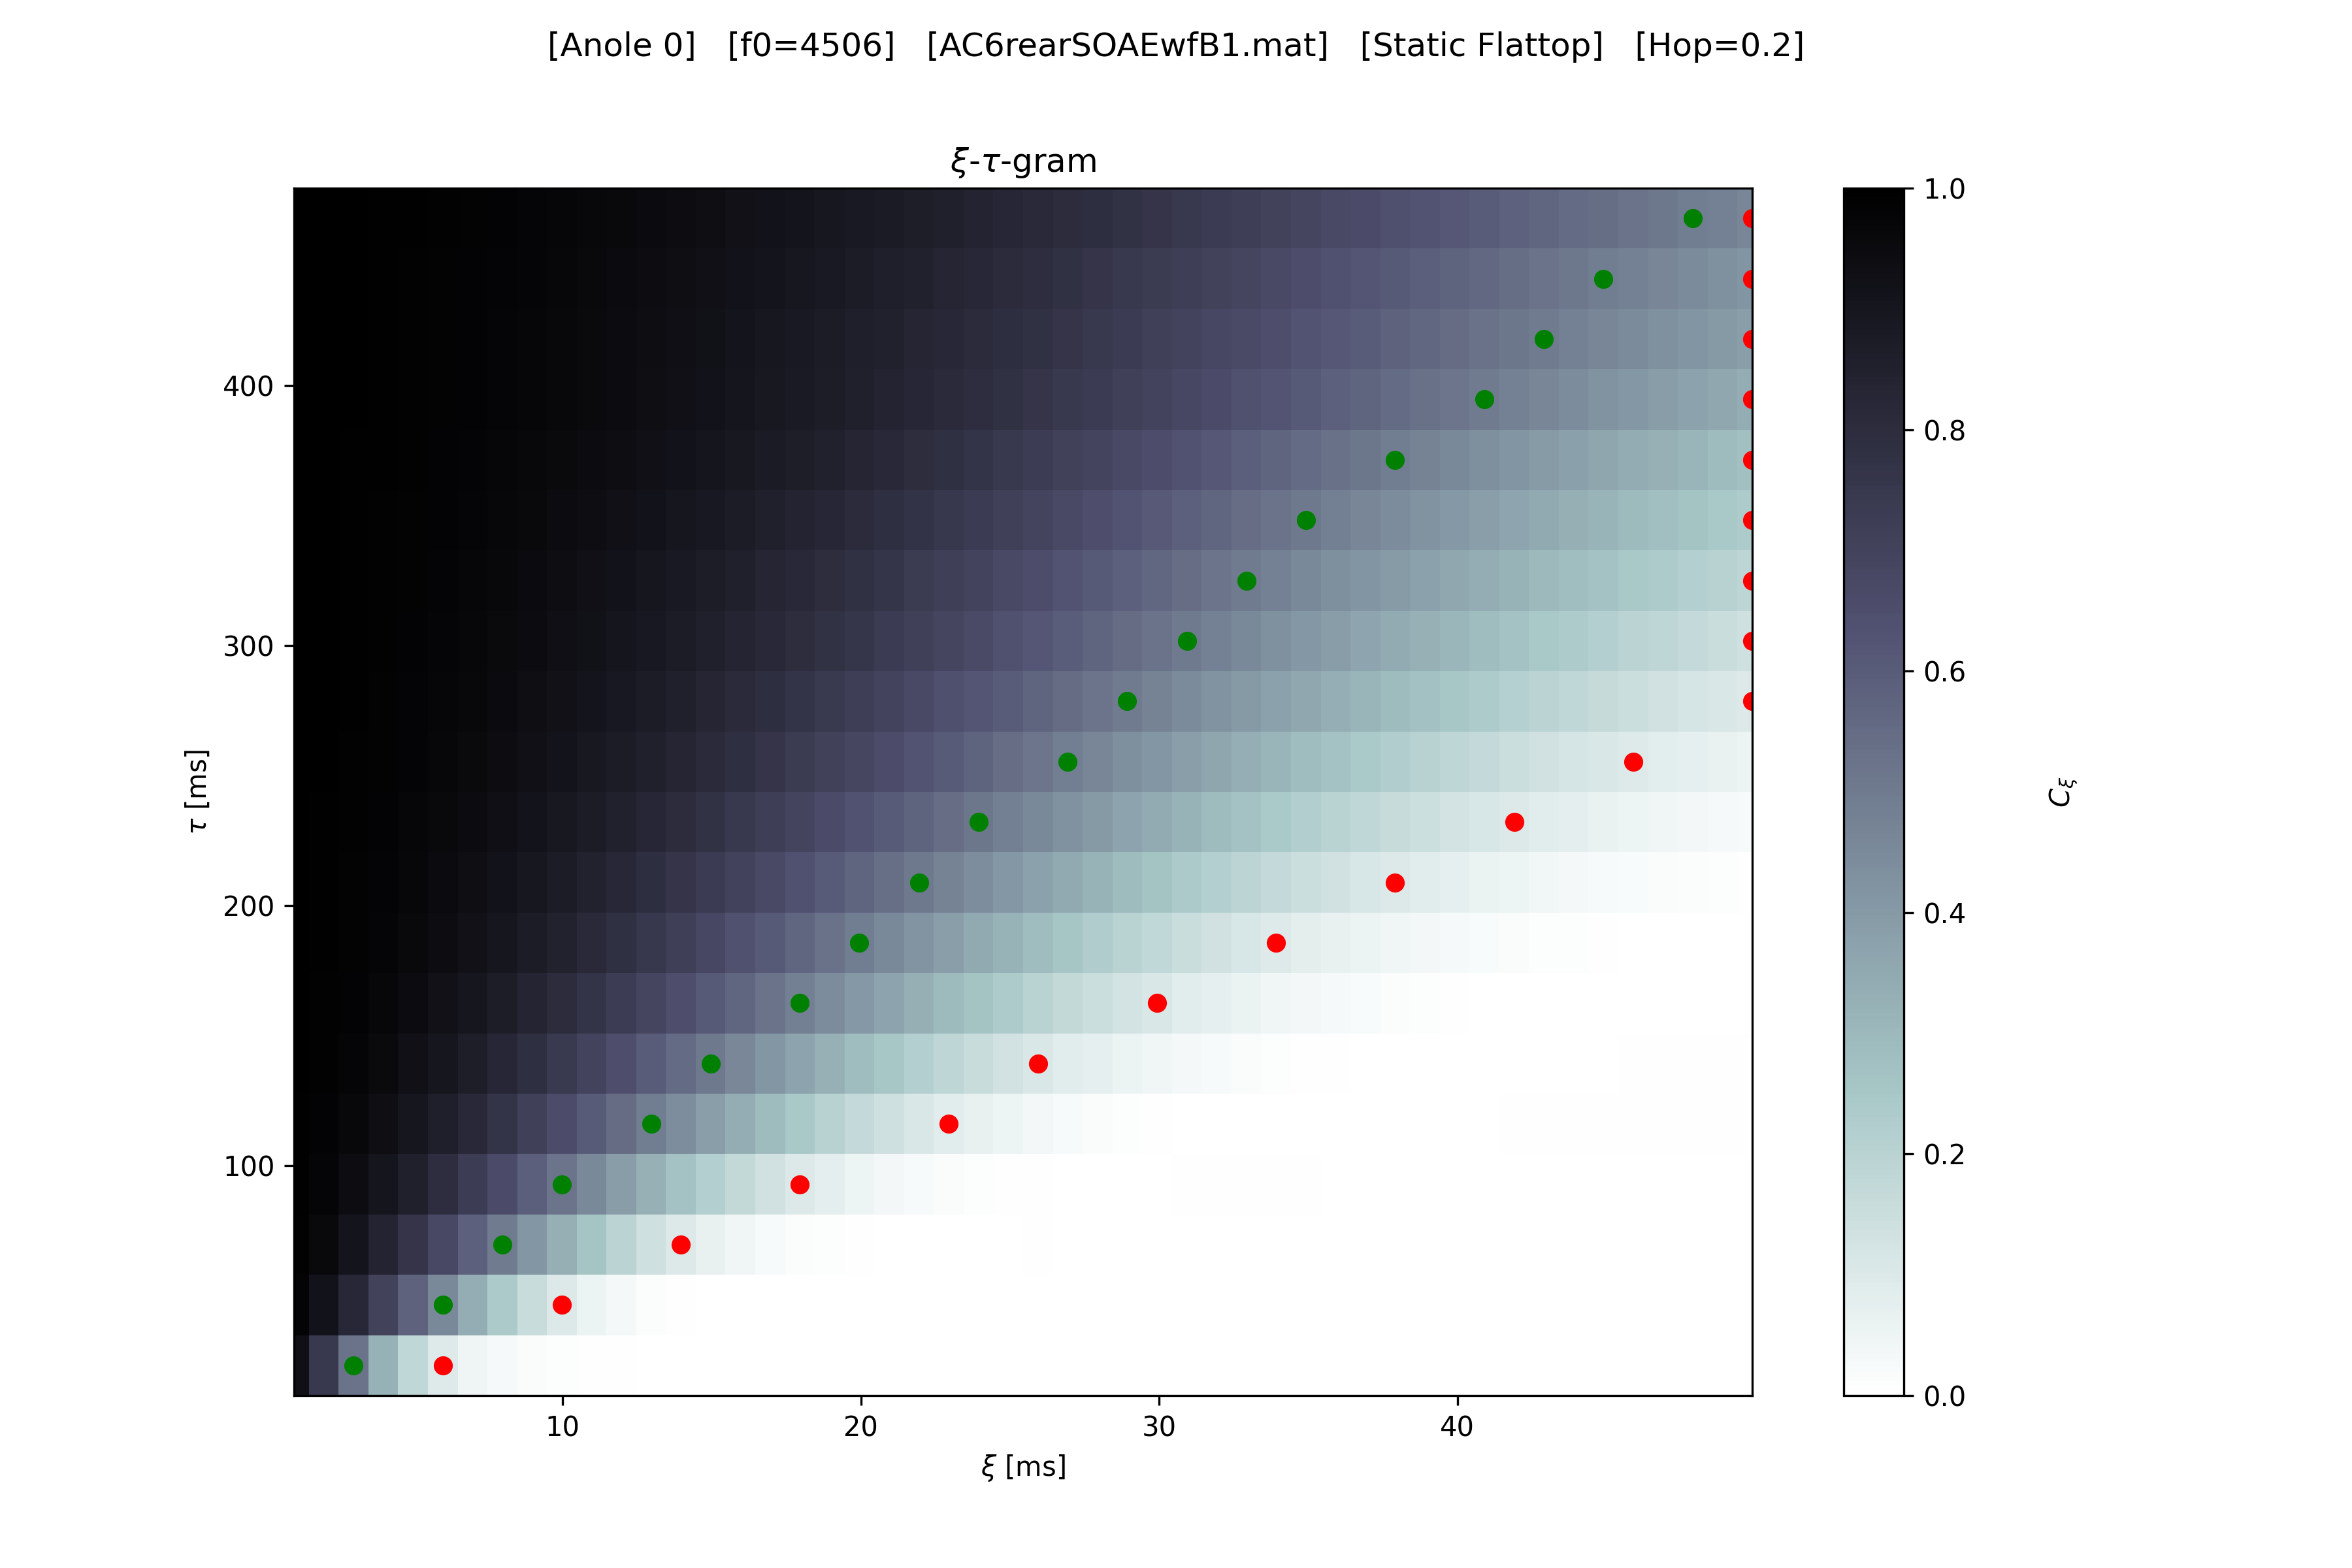 [Anole 0]   [f0=4506]   [AC6rearSOAEwfB1.mat]   [Static Flattop]   [Hop=0.2]
ξ-τ-gram
τ [ms]
400
300
200
100
10
20
30
40
ξ [ms]
1.0
0.8
0.6
0.4
0.2
0.0
C_ξ